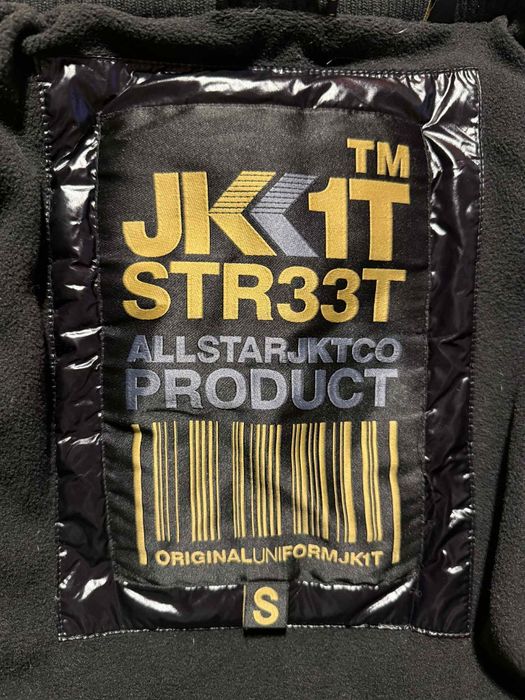 TM
JK1T
STR33T
ALLSTARJKTCO
PRODUCT
ORIGINALUNIFORMJK1T
S